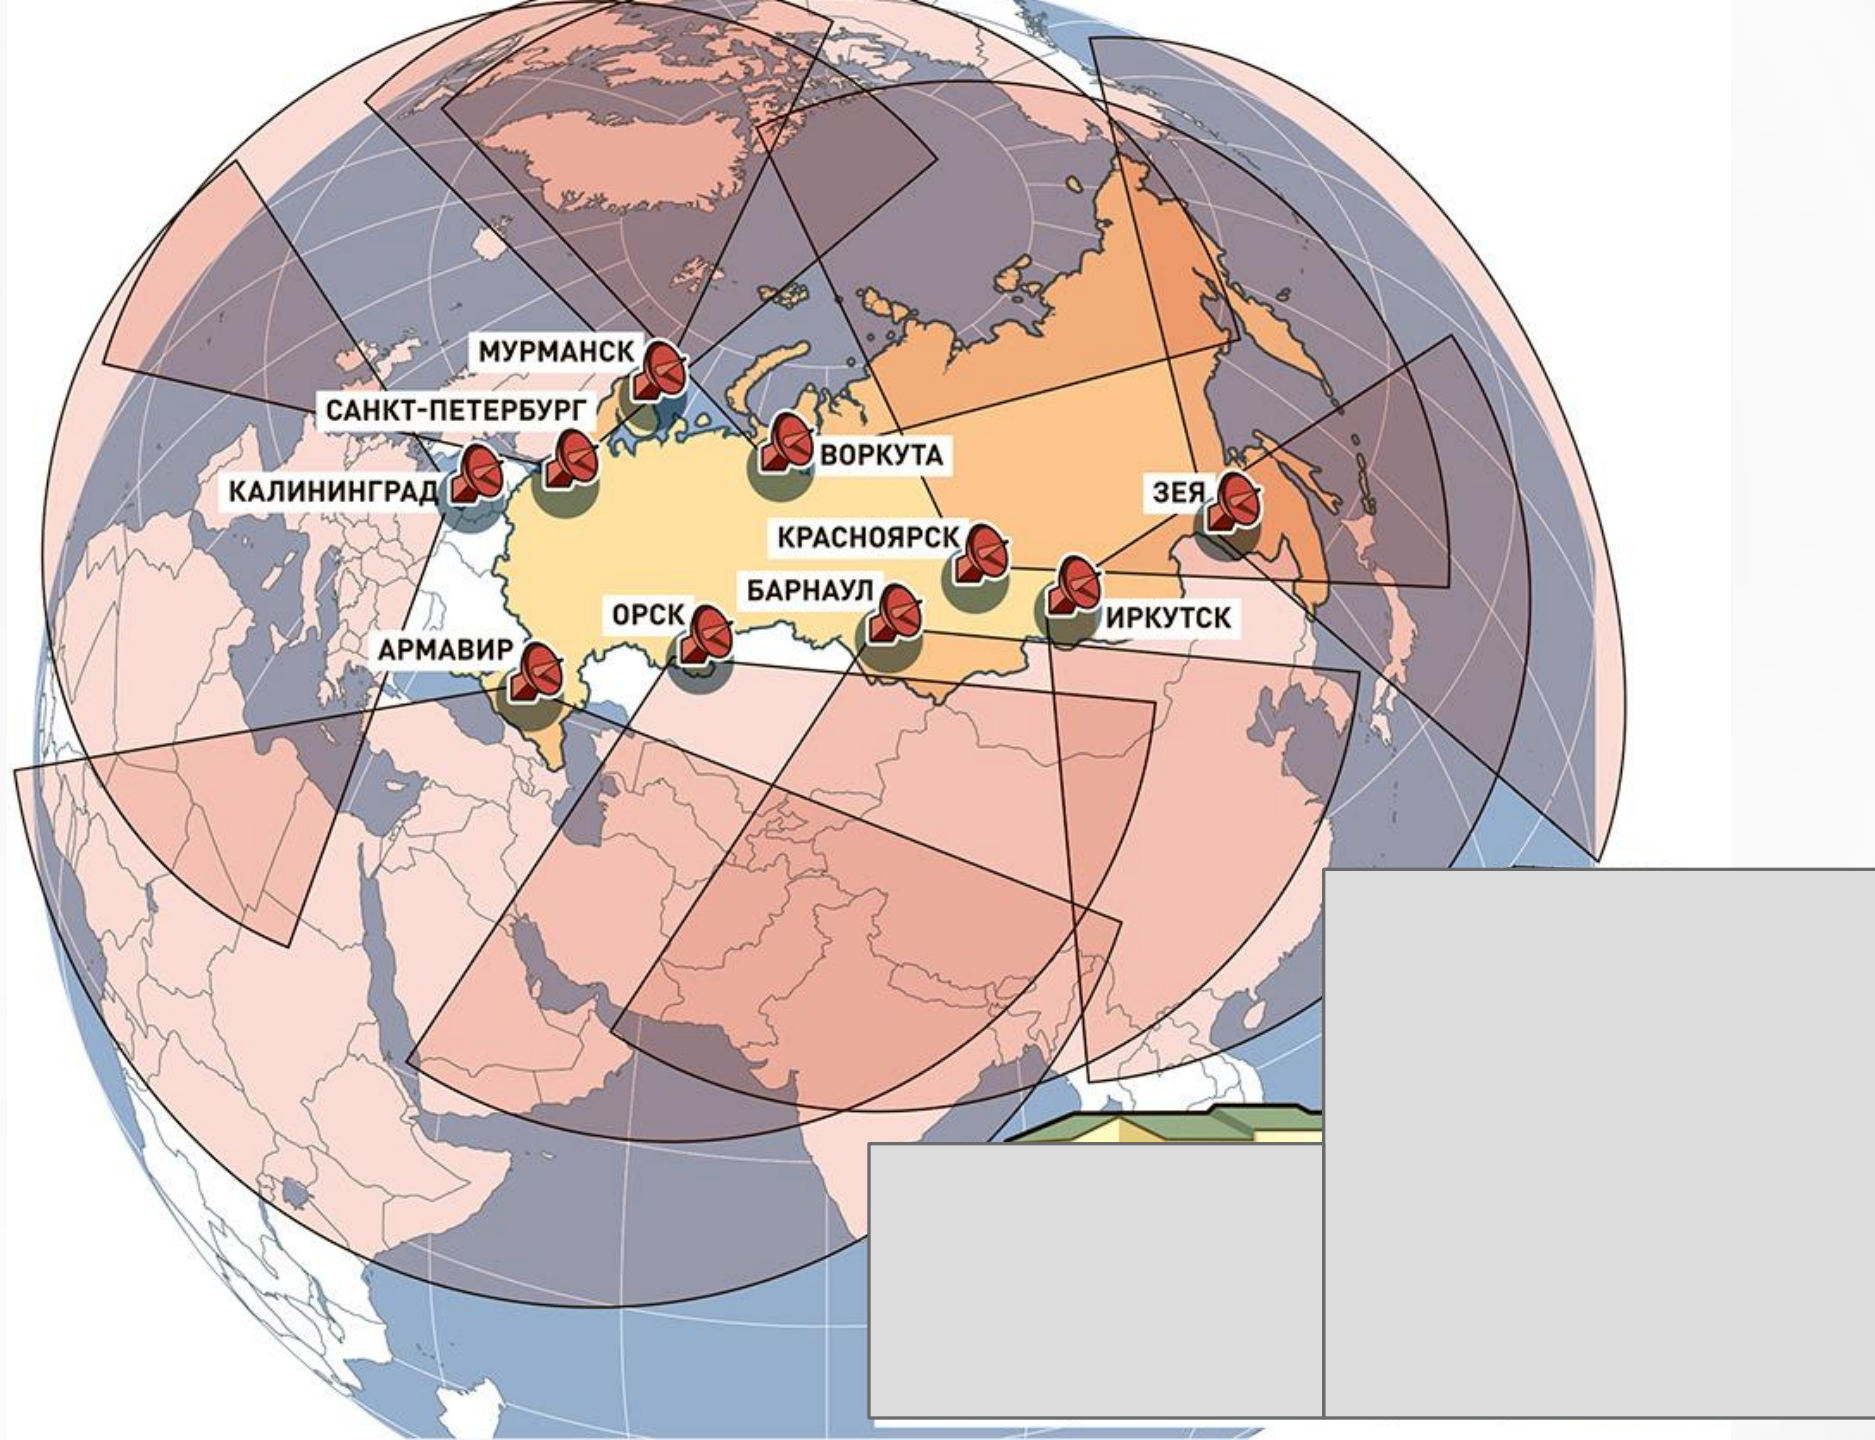 МУРМАНСК
САНКТ-ПЕТЕРБУРГ
ВОРКУТА
КАЛИНИНГРАД
ЗЕЯ
КРАСНОЯРСК
БАРНАУЛ
ОРСК
ИРКУТСК
АРМАВИР